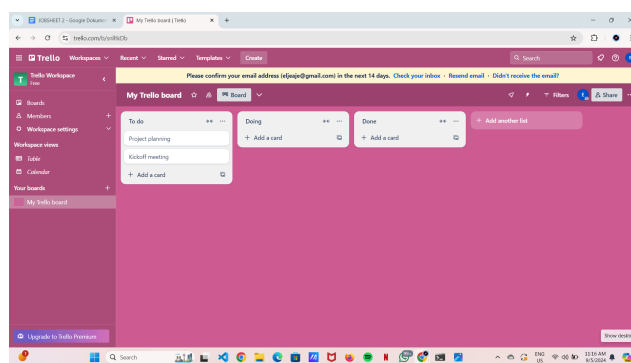 JOBSHEET 2 - Google Dokumen
My Trello board | Trello
trello.com/b/
Trello
Workspaces
Recent
Starred
Templates
Create
Search
Trello Workspace
Free
Please confirm your email address (eljeaje@gmail.com) in the next 14 days. Check your inbox · Resend email · Didn't receive the email?
Boards
Members
Workspace settings
Workspace views
Table
Calendar
Your boards
My Trello board
Upgrade to Trello Premium
My Trello board
Board
Filters
Share
To do
Project planning
Kickoff meeting
+ Add a card
Doing
+ Add a card
Done
+ Add a card
+ Add another list
Show deskt
Search
ENG
US
11:16 AM
9/5/2024